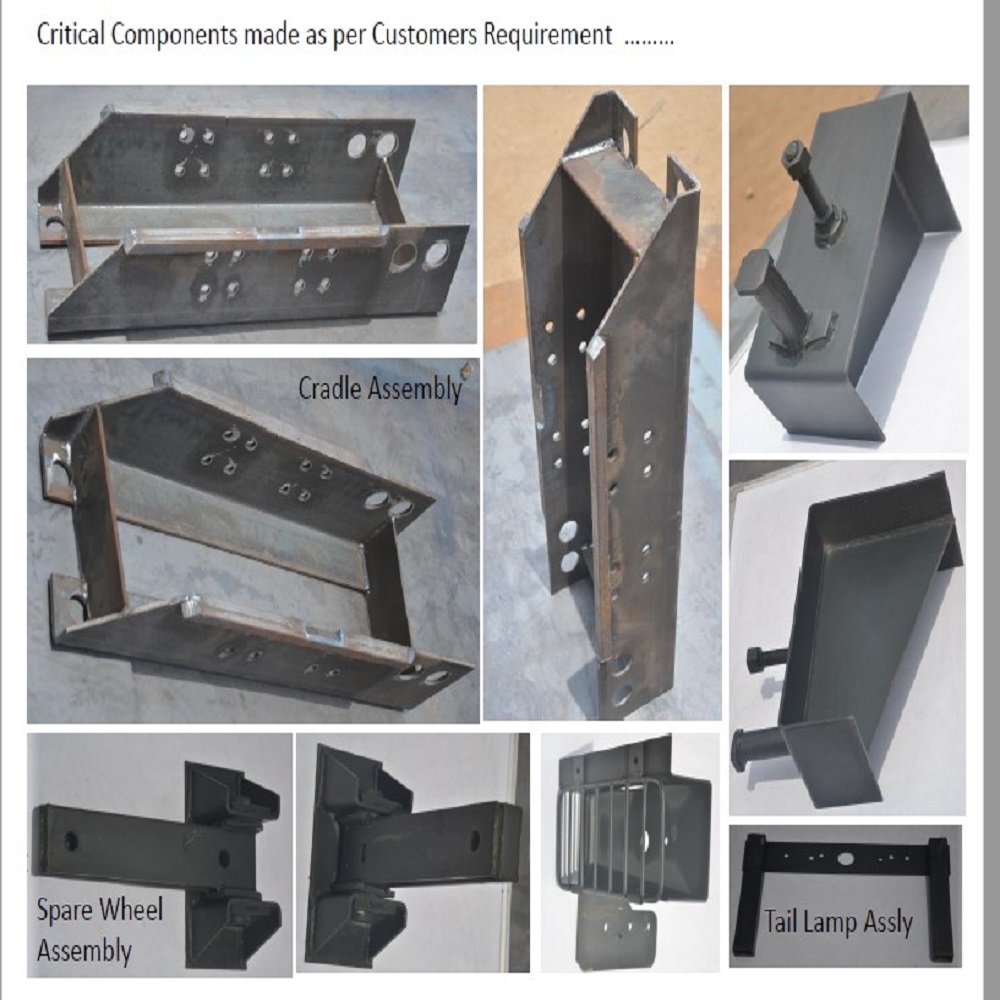 Critical Components made as per Customers Requirement .........
Cradle Assembly
Spare Wheel
Assembly
Tail Lamp Assly